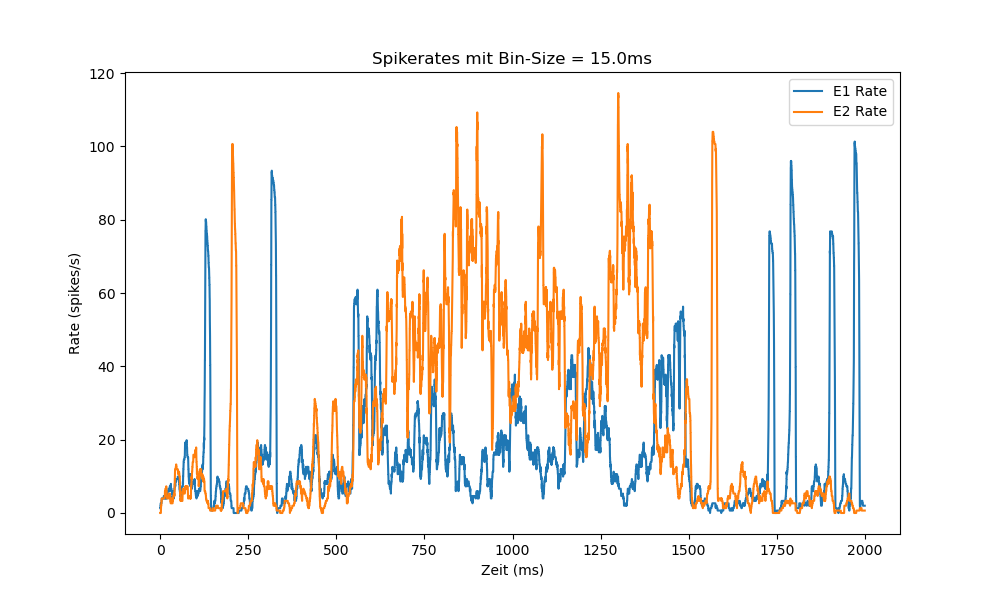 Spikerates mit Bin-Size = 15.0ms
E1 Rate
E2 Rate
120
100
80
60
40
20
0
Rate (spikes/s)
0 250 500 750 1000 1250 1500 1750 2000
Zeit (ms)